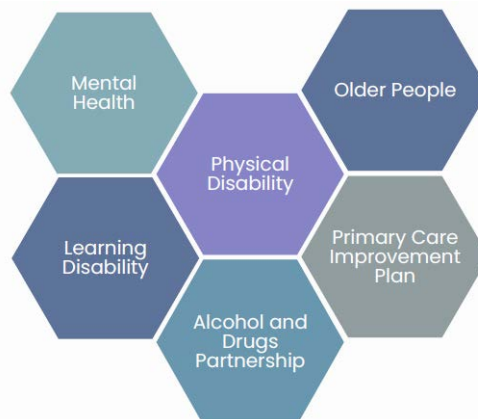 Mental
Health
Older People
Physical
Disability
Learning
Disability
Primary Care
Improvement
Plan
Alcohol and
Drugs
Partnership